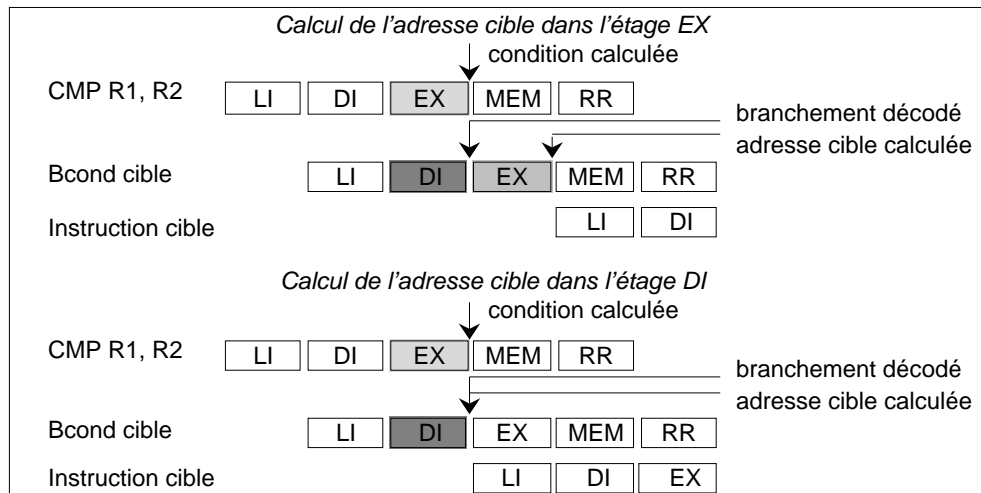 Calcul de l'adresse cible dans l'étage EX
condition calculée
CMP R1, R2 LI DI EX MEM RR
branchement décodé
adresse cible calculée
Bcond cible LI DI EX MEM RR
Instruction cible LI DI
Calcul de l'adresse cible dans l'étage DI
condition calculée
CMP R1, R2 LI DI EX MEM RR
branchement décodé
adresse cible calculée
Bcond cible LI DI EX MEM RR
Instruction cible LI DI EX